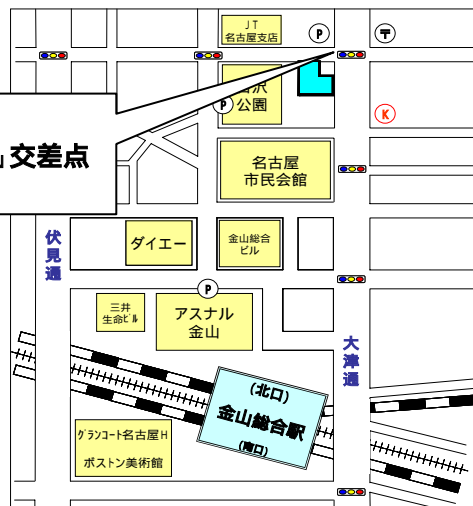 JT
名古屋支店
P
〒
沢
公園
P
K
」交差点
名古屋
市民会館
伏見通
ダイエー
金山総合
ビル
P
三井
生命ビル
アスナル
金山
大津通
(北口)
金山総合駅
(南口)
グランコート名古屋H
ボストン美術館